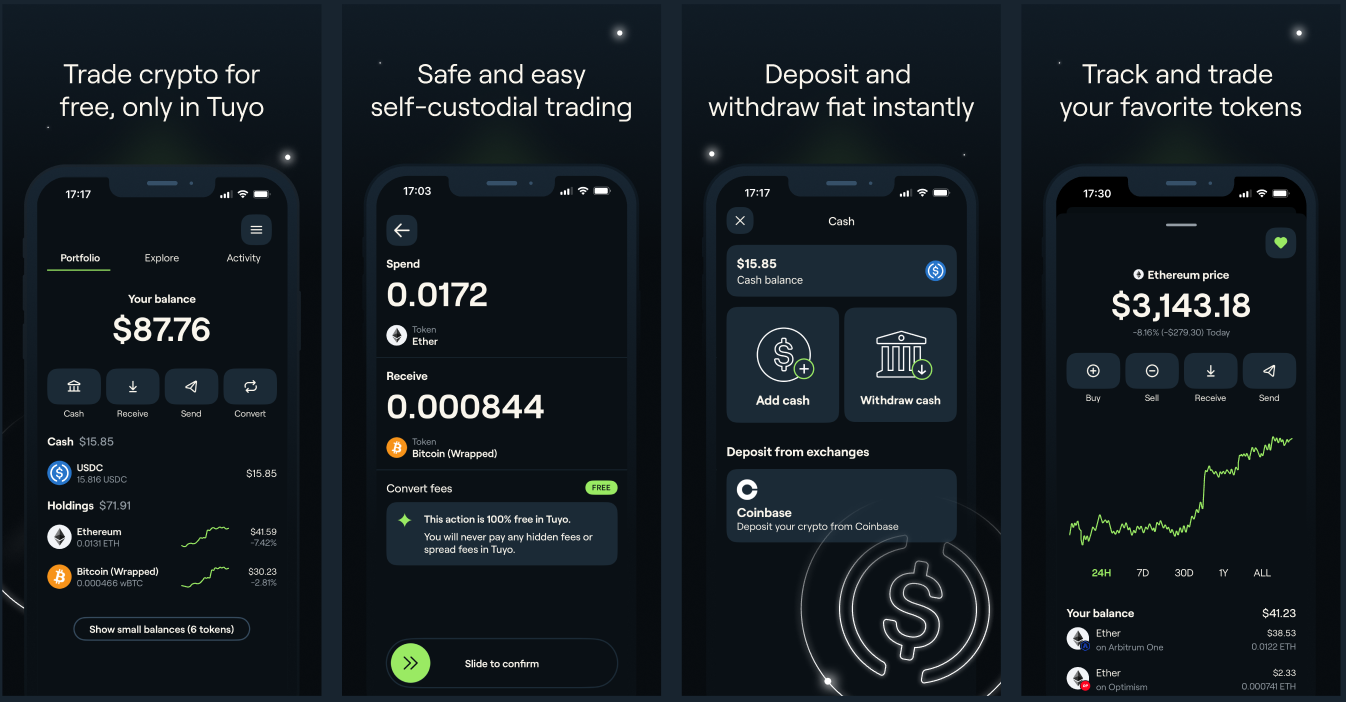 Trade crypto for
free, only in Tuyo
17:17
Portfolio Explore Activity
Your balance
$87.76
Cash Receive Send Convert
Cash $15.85
USDC
15.816 USDC
$15.85
Holdings $71.91
Ethereum
0.0131 ETH
$41.59
-7.42%
Bitcoin (Wrapped)
0.000466 wBTC
$30.23
-2.81%
Show small balances (6 tokens)
Safe and easy
self-custodial trading
17:03
Spend
0.0172
Token
Ether
Receive
0.000844
Token
Bitcoin (Wrapped)
Convert fees FREE
This action is 100% free in Tuyo.
You will never pay any hidden fees or
spread fees in Tuyo.
Slide to confirm
Deposit and
withdraw fiat instantly
17:17
Cash
$15.85
Cash balance
Add cash Withdraw cash
Deposit from exchanges
Coinbase
Deposit your crypto from Coinbase
Track and trade
your favorite tokens
17:30
Ethereum price
$3,143.18
-8.16% (-$279.30) Today
Buy Sell Receive Send
24H 7D 30D 1Y ALL
Your balance $41.23
Ether
on Arbitrum One
$38.53
0.0122 ETH
Ether
on Optimism
$2.33
0.000741 ETH